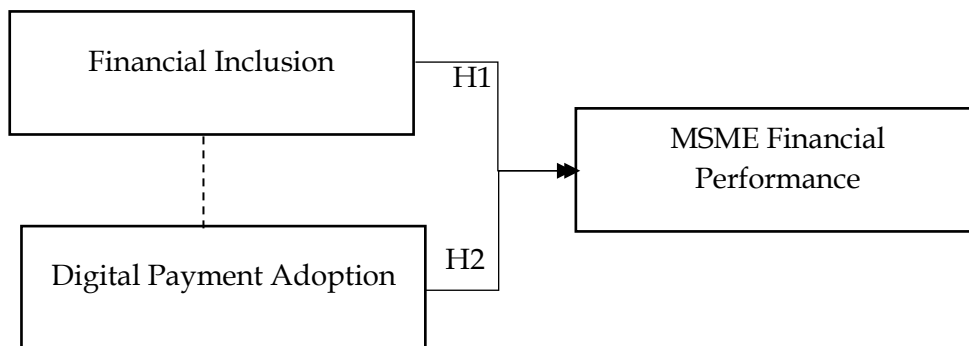 Financial Inclusion
H1
MSME Financial
Performance
H2
Digital Payment Adoption